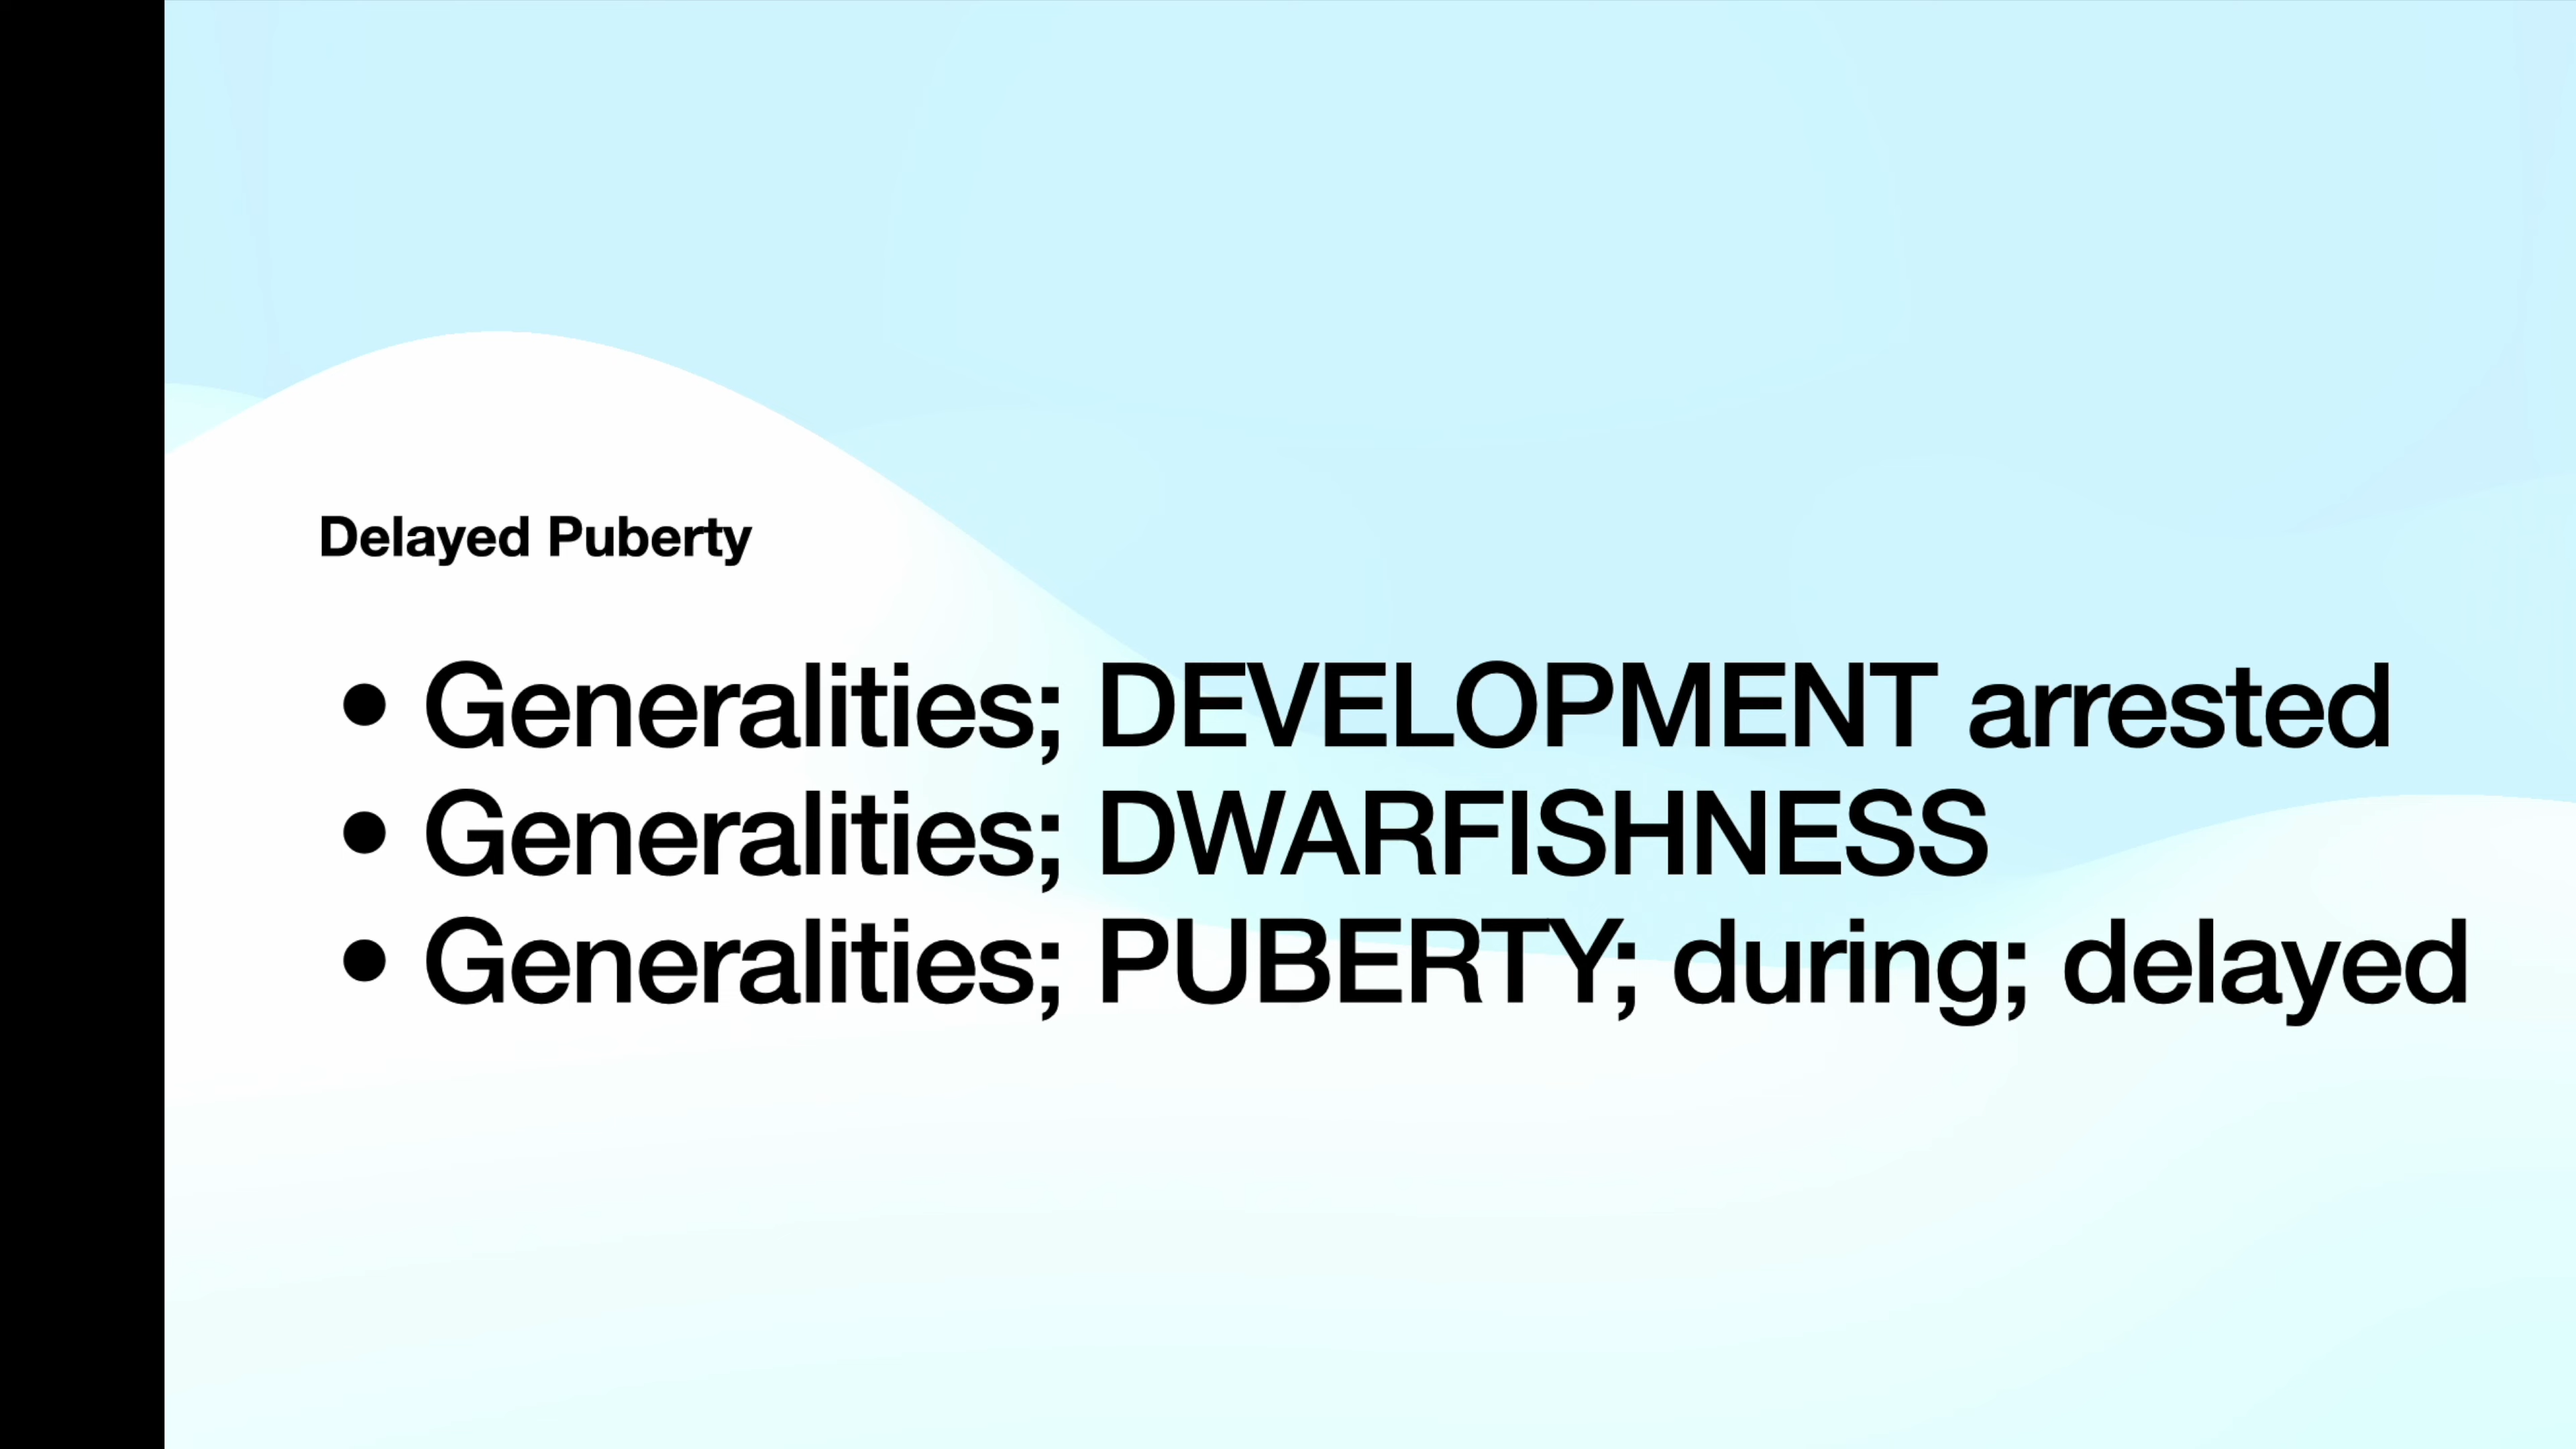 Delayed Puberty
• Generalities; DEVELOPMENT arrested
• Generalities; DWARFISHNESS
• Generalities; PUBERTY; during; delayed